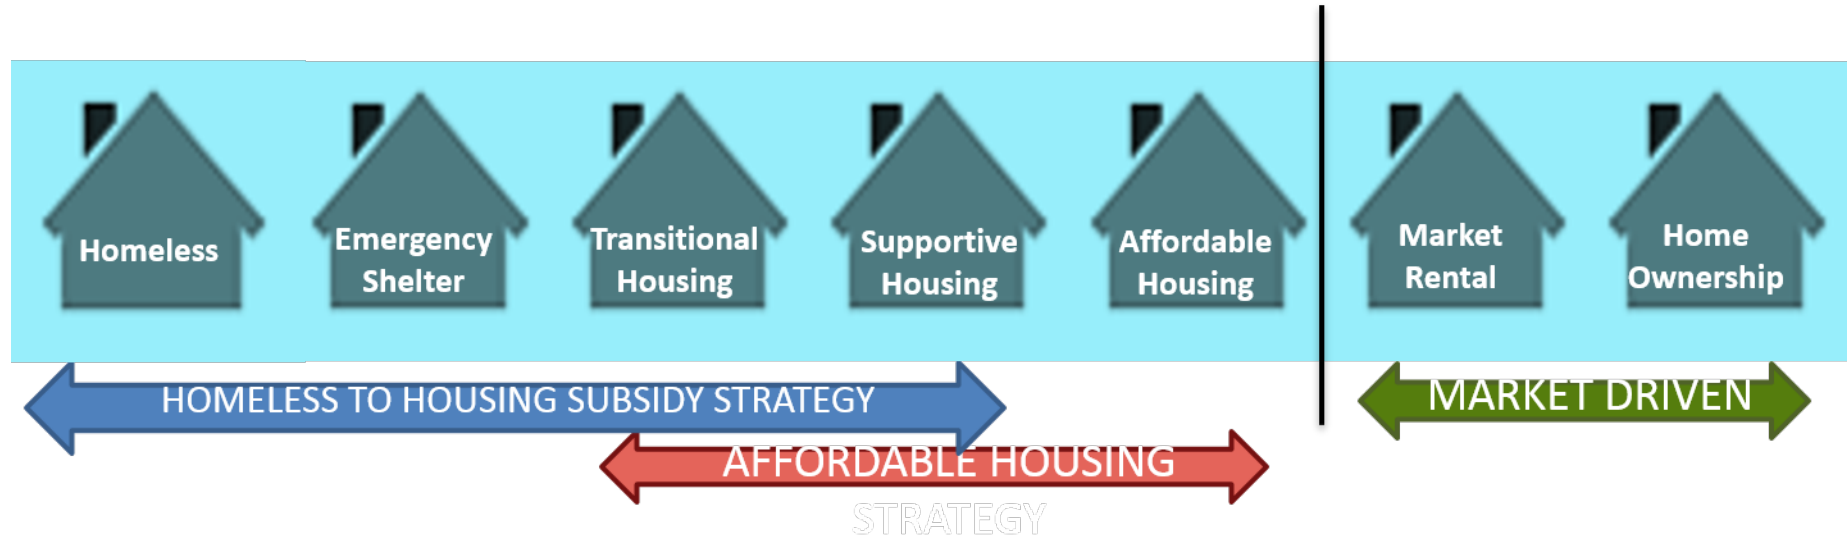 Homeless
Emergency
Shelter
Transitional
Housing
Supportive
Housing
Affordable
Housing
Market
Rental
Home
Ownership
HOMELESS TO HOUSING SUBSIDY STRATEGY
MARKET DRIVEN
AFFORDABLE HOUSING
STRATEGY